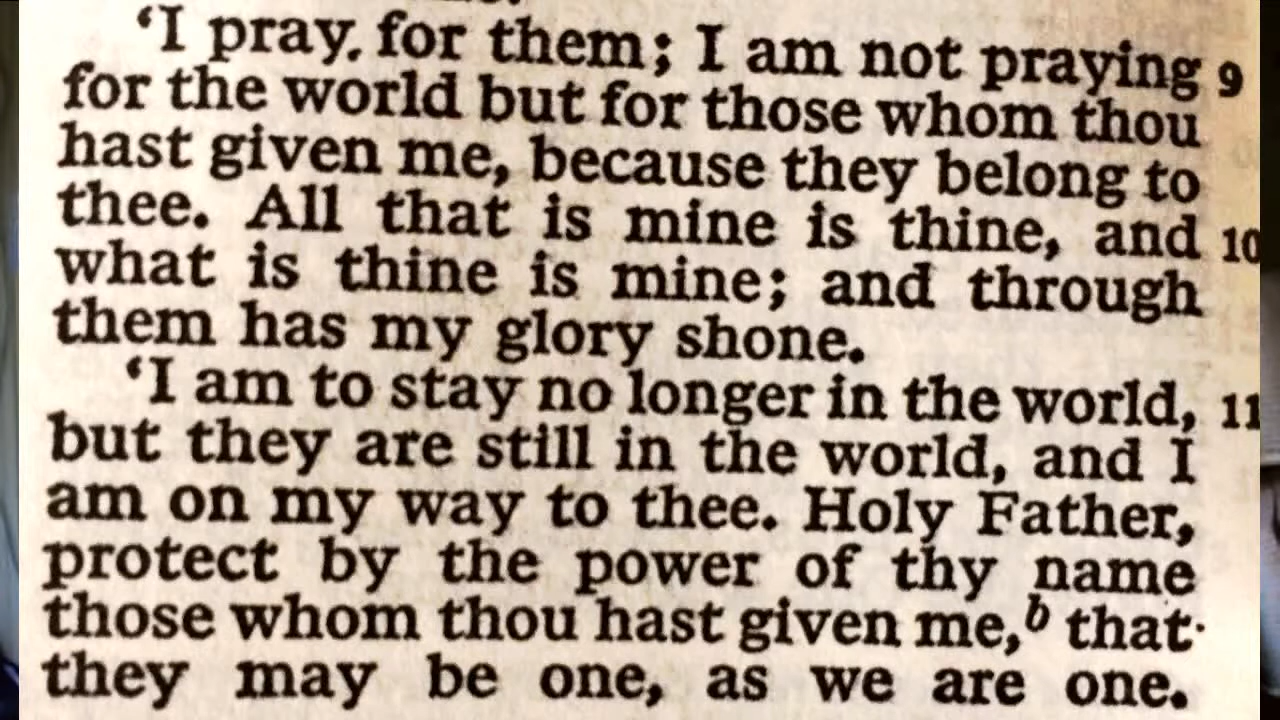 ‘I pray. for them; I am not praying 9
for the world but for those whom thou
hast given me, because they belong to
thee. All that is mine is thine, and 10
what is thine is mine; and through
them has my glory shone.
‘I am to stay no longer in the world, 11
but they are still in the world, and I
am on my way to thee. Holy Father,
protect by the power of thy name
those whom thou hast given me,ᵇ that
they may be one, as we are one.